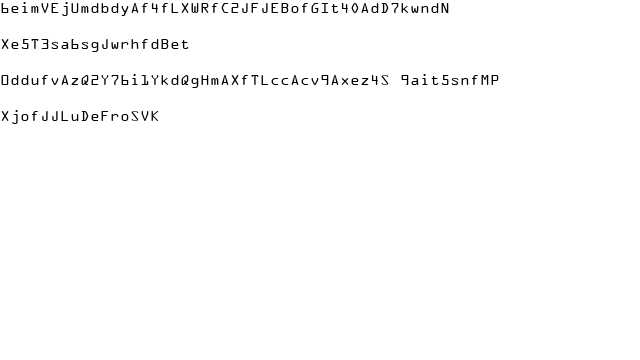 6eimVEjUmdbdyAf4fLXWRfC2JFJEBofGIt40AdD7kwndN
Xe5T3sa6sgJwrhfdBet
OddufvAzQ2Y76i1YkdQgHmAXfTLccAcv9Axez4S 9ait5snfMP
XjofJJLuDeFroSVK